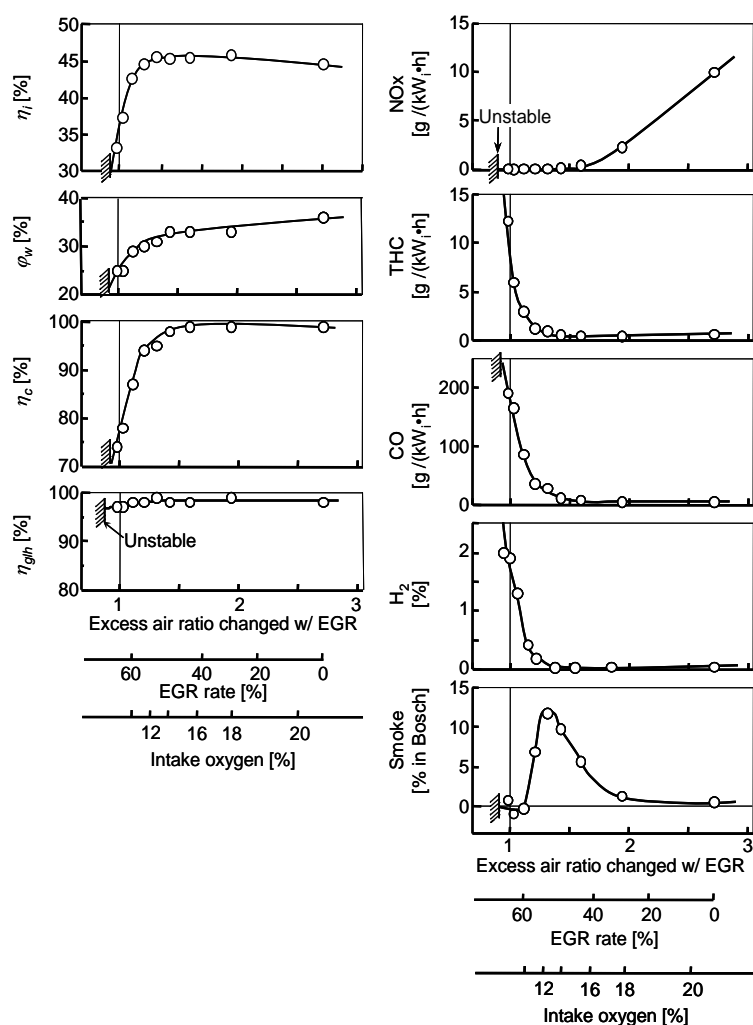 50
45
40
35
30
η_i [%]
40
30
20
φ_w [%]
100
90
80
70
η_c [%]
100
90
80
η_glh [%]
Unstable
1 2 3
Excess air ratio changed w/ EGR
60 40 20 0
EGR rate [%]
12 16 18 20
Intake oxygen [%]
15
10
5
0
NOx
[g /(kW_i•h]
Unstable
15
10
5
0
THC
[g /(kW_i•h]
200
100
0
CO
[g /(kW_i•h]
2
1
0
H_2
[%]
15
10
5
0
Smoke
[% in Bosch]
1 2 3
Excess air ratio changed w/ EGR
60 40 20 0
EGR rate [%]
12 16 18 20
Intake oxygen [%]